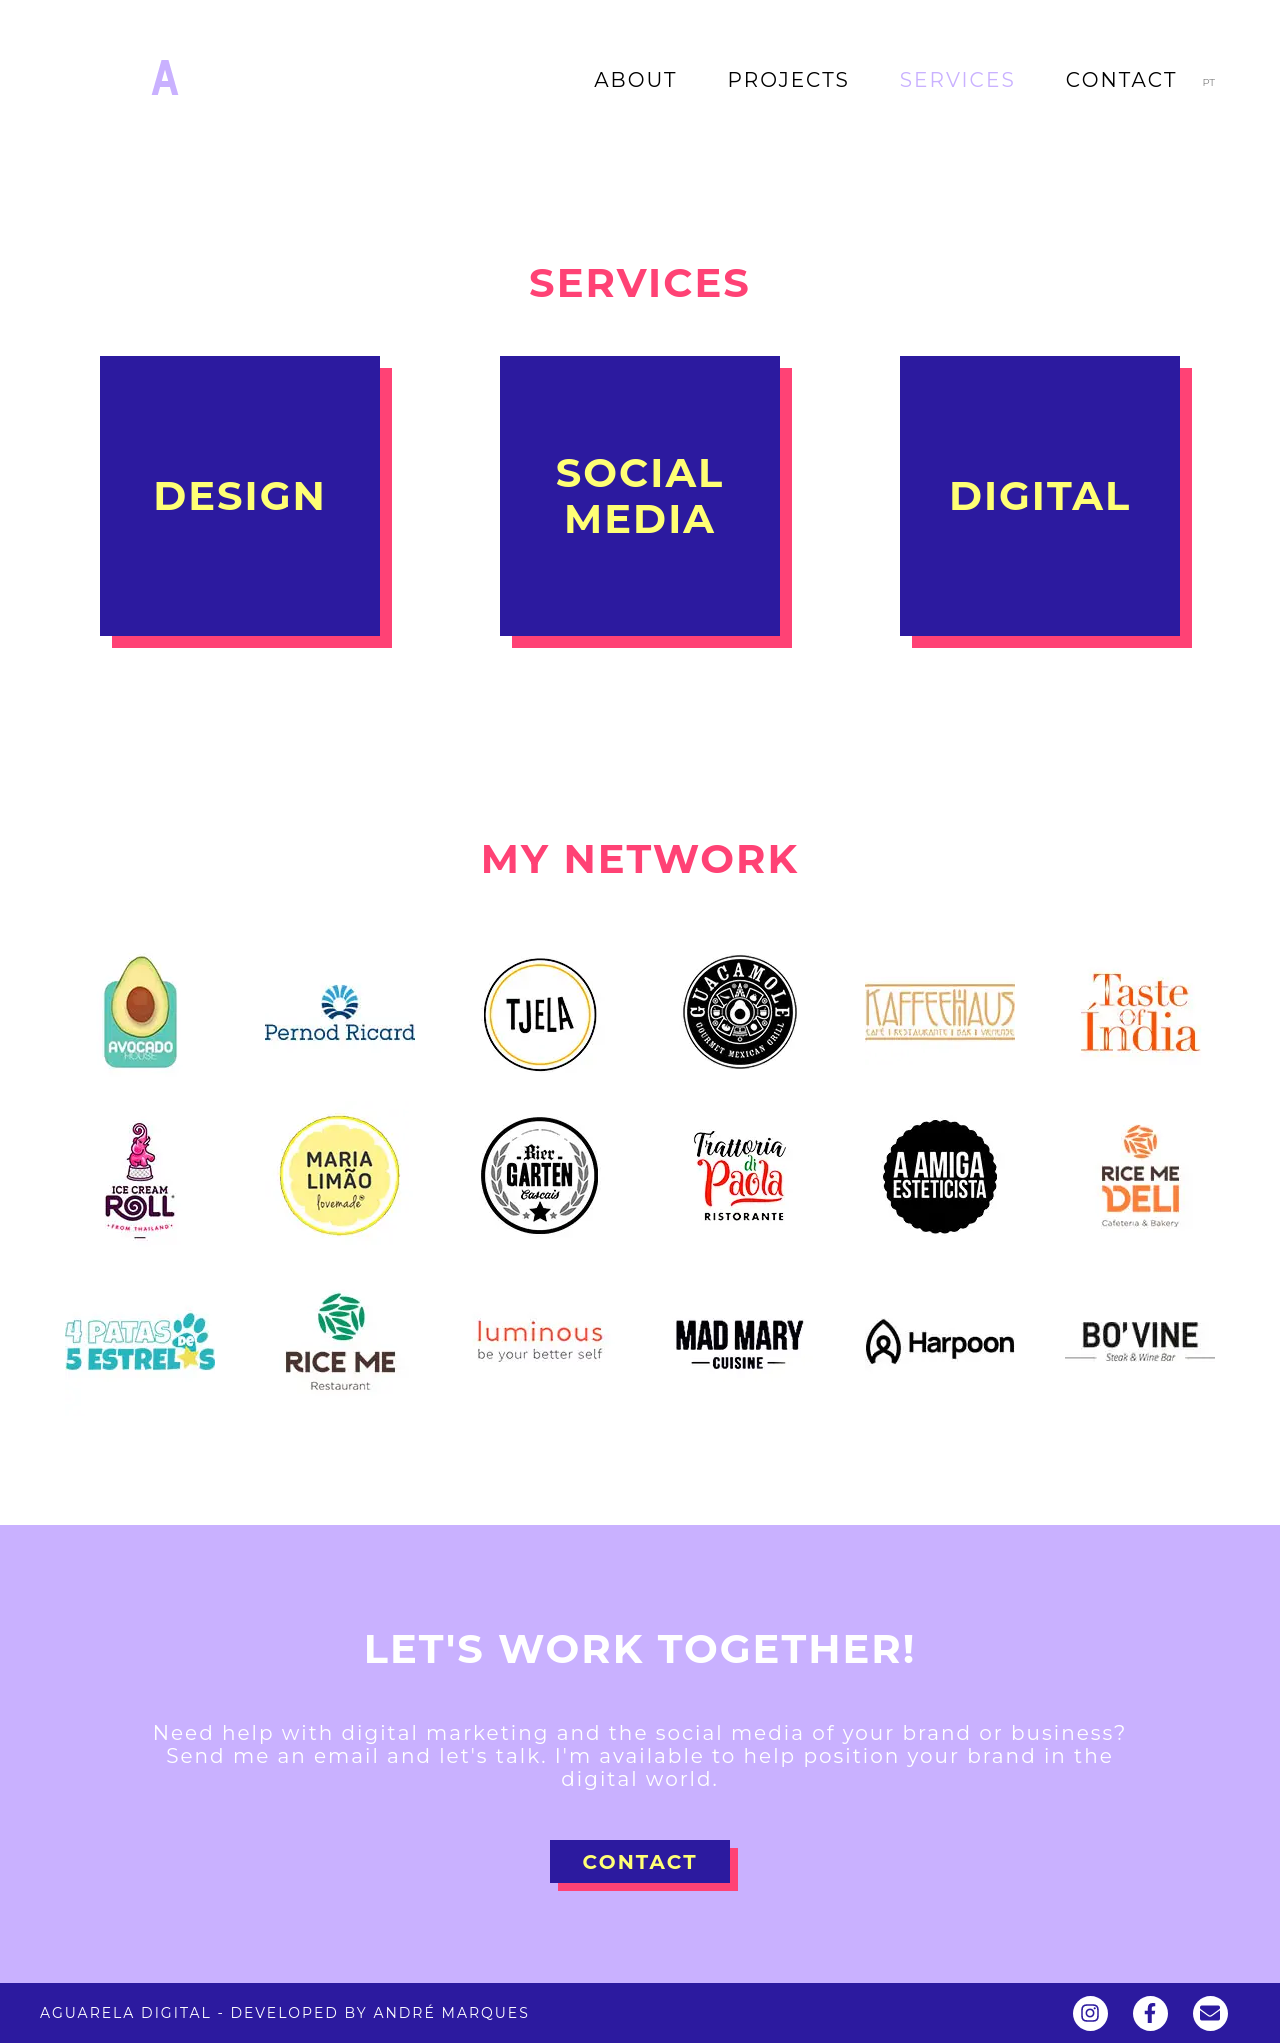 A
ABOUT PROJECTS SERVICES CONTACT PT
SERVICES
DESIGN
SOCIAL
MEDIA
DIGITAL
MY NETWORK
AVOCADO
HOUSE
Pernod Ricard
TJELA
GUACAMOLE
GOURMET MEXICAN GRILL
KAFFEEHAUS
CAFÉ | RESTAURANTE | BAR | VIENENSE
Taste
Of
Índia
ICE CREAM
ROLL
FROM THAILAND
MARIA
LIMÃO
lovemade
Bier
GARTEN
Cascais
Trattoria
di
Paola
RISTORANTE
A AMIGA
ESTETICISTA
RICE ME
DELI
Cafeteria & Bakery
4 PATAS
DE
5 ESTRELAS
RICE ME
Restaurant
luminous
be your better self
MAD MARY
CUISINE
Harpoon
BO'VINE
Steak & Wine Bar
LET'S WORK TOGETHER!
Need help with digital marketing and the social media of your brand or business?
Send me an email and let's talk. I'm available to help position your brand in the
digital world.
CONTACT
AGUARELA DIGITAL - DEVELOPED BY ANDRÉ MARQUES